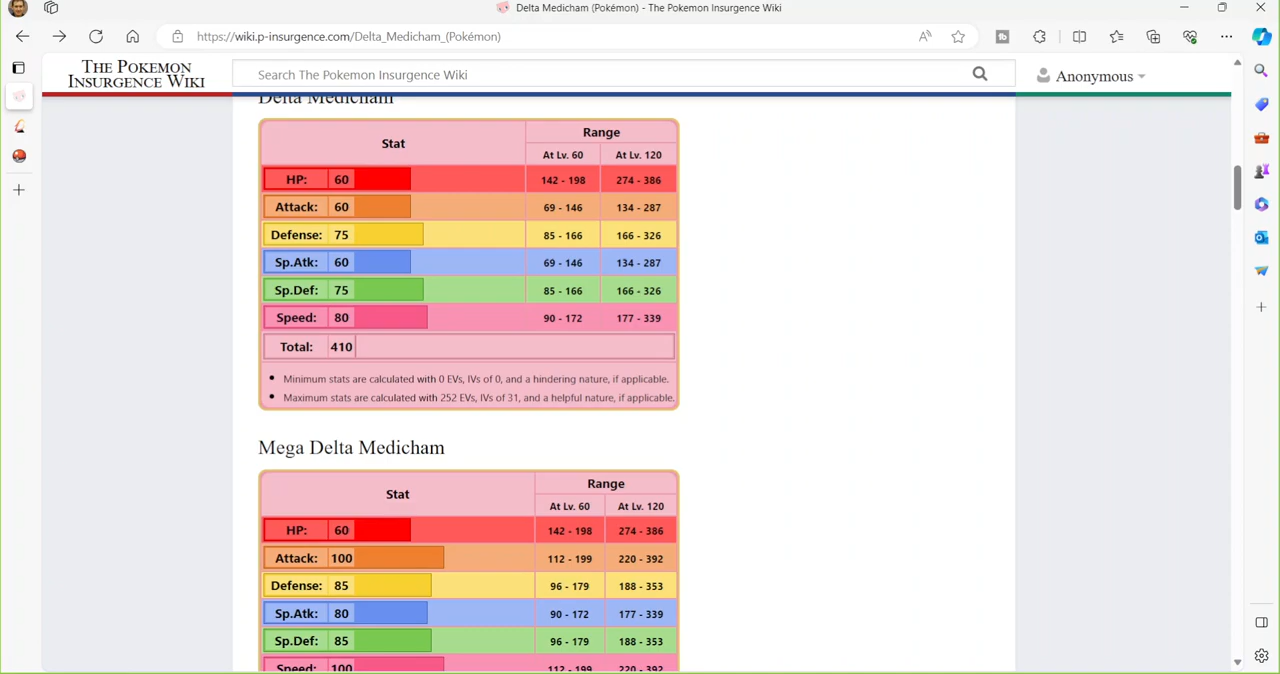 Delta Medicham (Pokémon) - The Pokemon Insurgence Wiki
https://wiki.p-insurgence.com/Delta_Medicham_(Pokémon)
THE POKEMON
INSURGENCE WIKI
Search The Pokemon Insurgence Wiki
Anonymous
Delta Medicham
Stat Range
At Lv. 60 At Lv. 120
HP: 60 142 - 198 274 - 386
Attack: 60 69 - 146 134 - 287
Defense: 75 85 - 166 166 - 326
Sp.Atk: 60 69 - 146 134 - 287
Sp.Def: 75 85 - 166 166 - 326
Speed: 80 90 - 172 177 - 339
Total: 410
• Minimum stats are calculated with 0 EVs, IVs of 0, and a hindering nature, if applicable.
• Maximum stats are calculated with 252 EVs, IVs of 31, and a helpful nature, if applicable.
Mega Delta Medicham
Stat Range
At Lv. 60 At Lv. 120
HP: 60 142 - 198 274 - 386
Attack: 100 112 - 199 220 - 392
Defense: 85 96 - 179 188 - 353
Sp.Atk: 80 90 - 172 177 - 339
Sp.Def: 85 96 - 179 188 - 353
Speed: 100 112 - 199 220 - 392